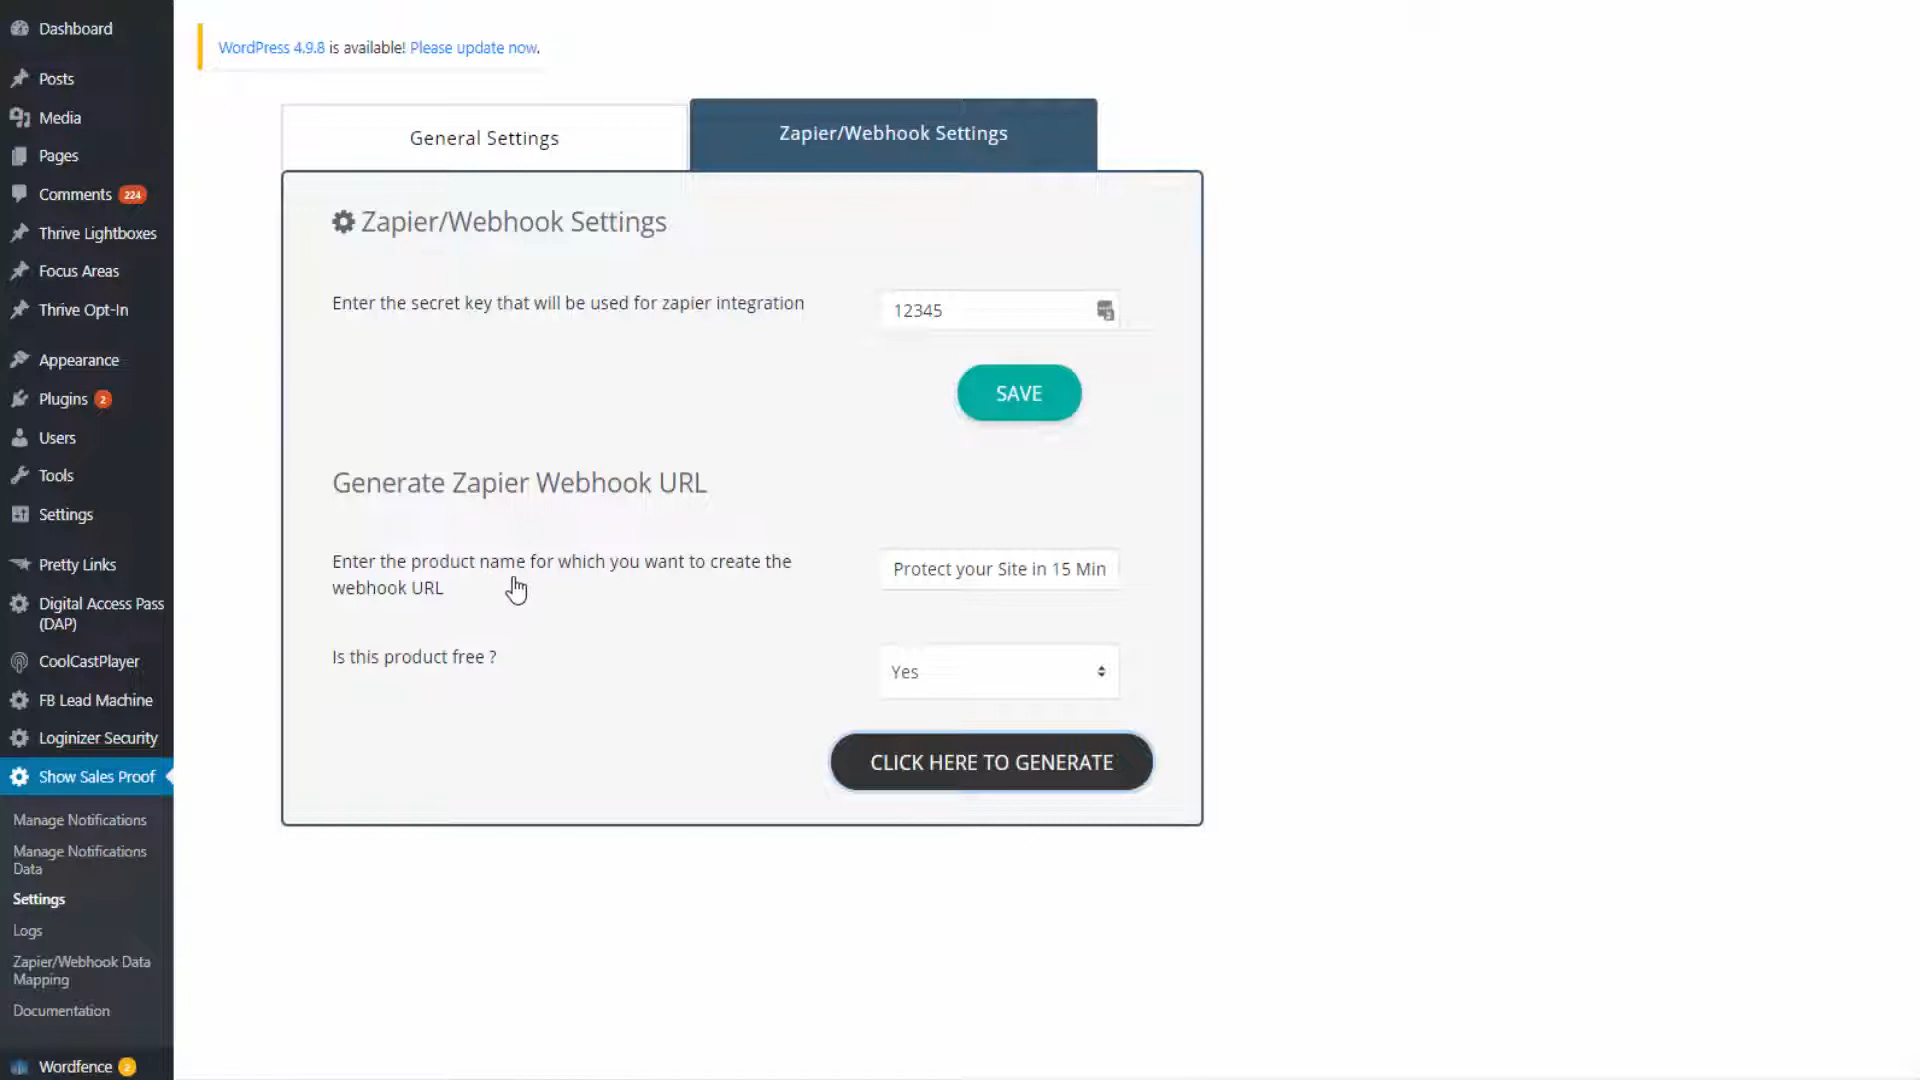 Dashboard
Posts
Media
Pages
Comments 224
Thrive Lightboxes
Focus Areas
Thrive Opt-In
Appearance
Plugins 2
Users
Tools
Settings
Pretty Links
Digital Access Pass
(DAP)
CoolCastPlayer
FB Lead Machine
Loginizer Security
Show Sales Proof
Manage Notifications
Manage Notifications
Data
Settings
Logs
Zapier/Webhook Data
Mapping
Documentation
Wordfence 2
WordPress 4.9.8 is available! Please update now.
General Settings
Zapier/Webhook Settings
Zapier/Webhook Settings
Enter the secret key that will be used for zapier integration
12345
SAVE
Generate Zapier Webhook URL
Enter the product name for which you want to create the
webhook URL
Protect your Site in 15 Min
Is this product free ?
Yes
CLICK HERE TO GENERATE